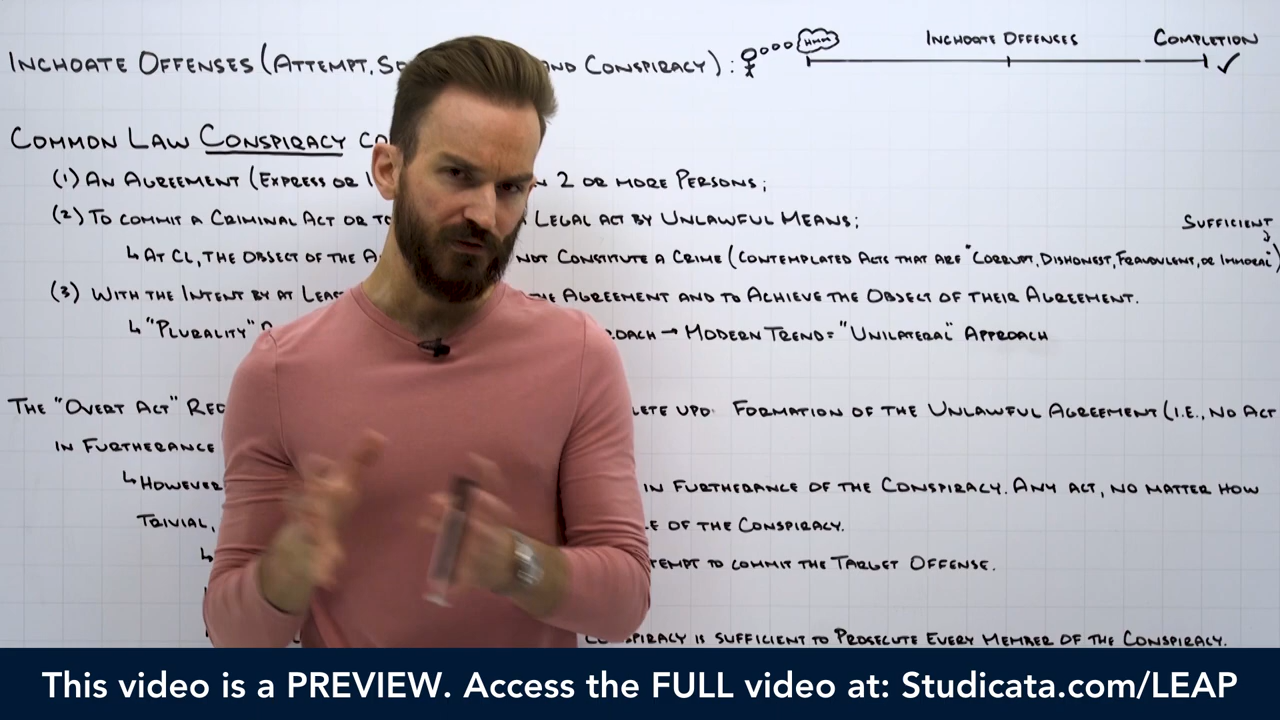 INCHOATE OFFENSES (ATTEMPT, AND CONSPIRACY):
HMM
INCHOATE OFFENSES
COMPLETION
COMMON LAW CONSPIRACY
(1) AN AGREEMENT (EXPRESS OR 2 OR MORE PERSONS;
(2) TO COMMIT A CRIMINAL ACT OR TO LEGAL ACT BY UNLAWFUL MEANS;
SUFFICIENT
↳ AT CL, THE OBJECT OF THE NOT CONSTITUTE A CRIME (CONTEMPLATED ACTS THAT ARE "CORRUPT, DISHONEST, FRAUDULENT, OR IMMORAL")
(3) WITH THE INTENT BY AT AGREEMENT AND TO ACHIEVE THE OBJECT OF THEIR AGREEMENT.
↳ "PLURALITY" → MODERN TREND = "UNILATERAL" APPROACH
THE "OVERT ACT" FORMATION OF THE UNLAWFUL AGREEMENT (I.E., NO ACT
IN FURTHERANCE
↳ HOWEVER IN FURTHERANCE OF THE CONSPIRACY. ANY ACT, NO MATTER HOW
TRIVIAL, OF THE CONSPIRACY.
TO COMMIT THE TARGET OFFENSE.
IS SUFFICIENT TO PROSECUTE EVERY MEMBER OF THE CONSPIRACY.
This video is a PREVIEW. Access the FULL video at: Studicata.com/LEAP